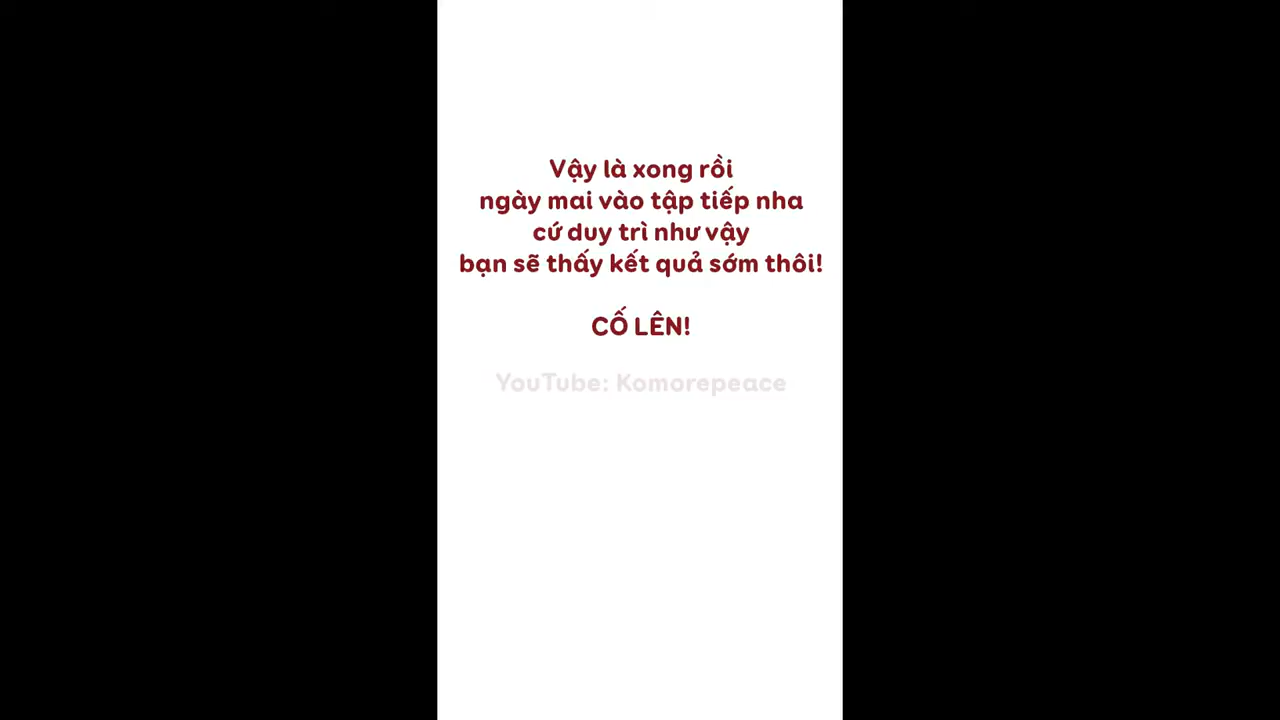 Vậy là xong rồi
ngày mai vào tập tiếp nha
cứ duy trì như vậy
bạn sẽ thấy kết quả sớm thôi!
CỐ LÊN!
YouTube: Komorepeace